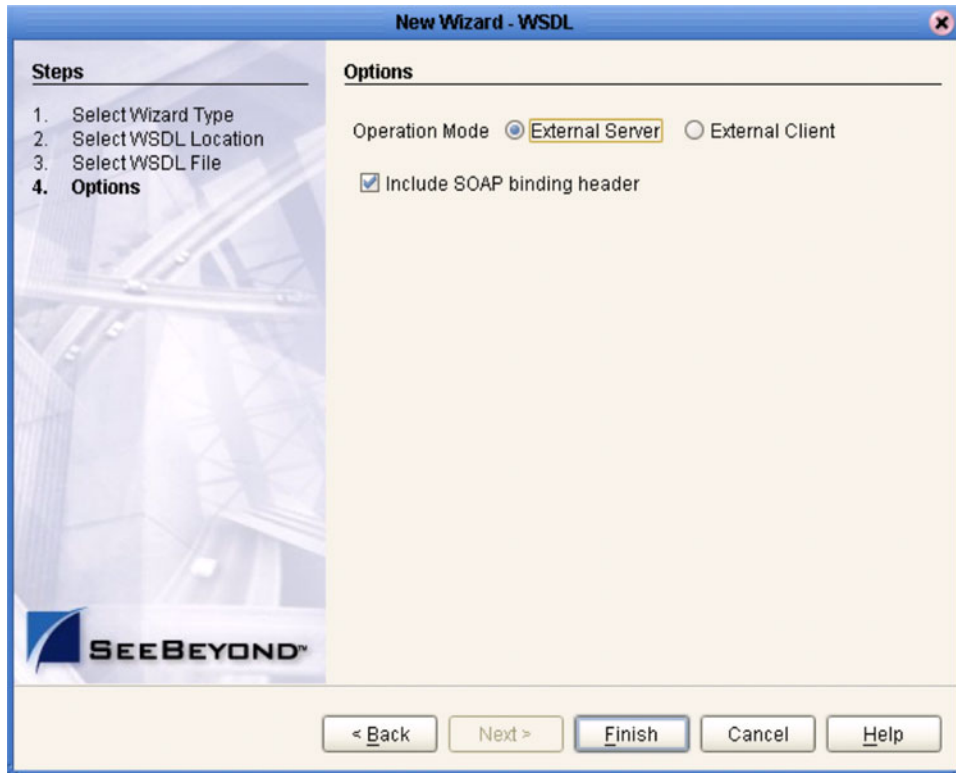 New Wizard - WSDL
Steps
1. Select Wizard Type
2. Select WSDL Location
3. Select WSDL File
4. Options
Options
Operation Mode External Server External Client
Include SOAP binding header
SEEBEYOND™
< Back Next > Finish Cancel Help